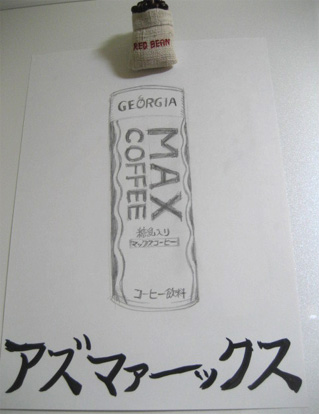 RED BEAN
GEORGIA
MAX
COFFEE
練乳入り
マックスコーヒー
コーヒー飲料
アズマァーックス